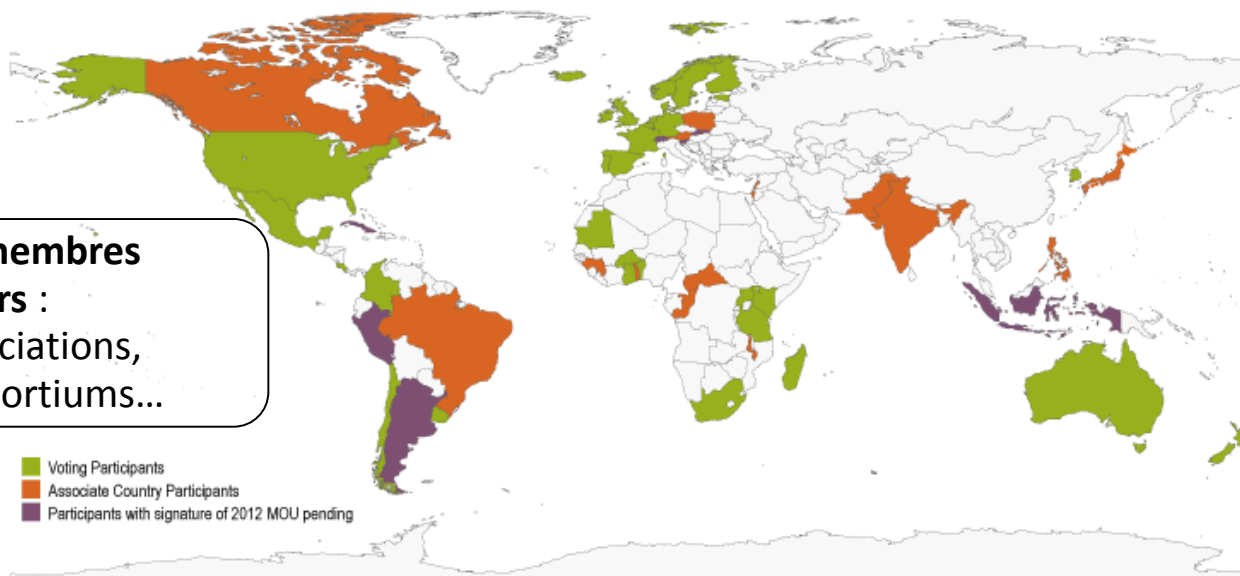 membres
rs :
ciations,
ortiums…
Voting Participants
Associate Country Participants
Participants with signature of 2012 MOU pending